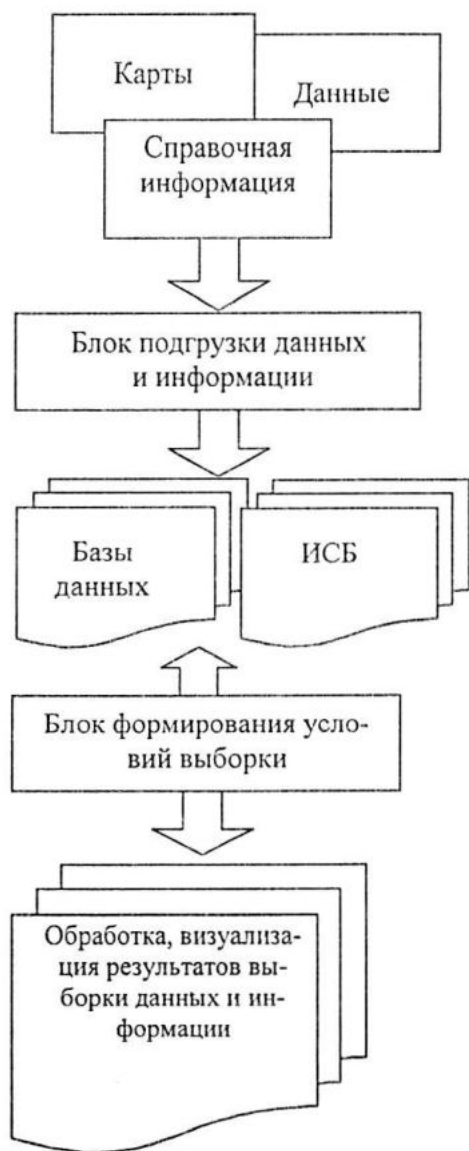 Карты
Данные
Справочная
информация
Блок подгрузки данных
и информации
Базы
данных
ИСБ
Блок формирования усло-
вий выборки
Обработка, визуализа-
ция результатов вы-
борки данных и ин-
формации